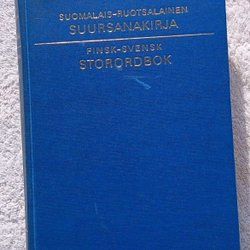 SUOMALAIS-RUOTSALAINEN
SUURSANAKIRJA
FINSK-SVENSK
STORORDBOK